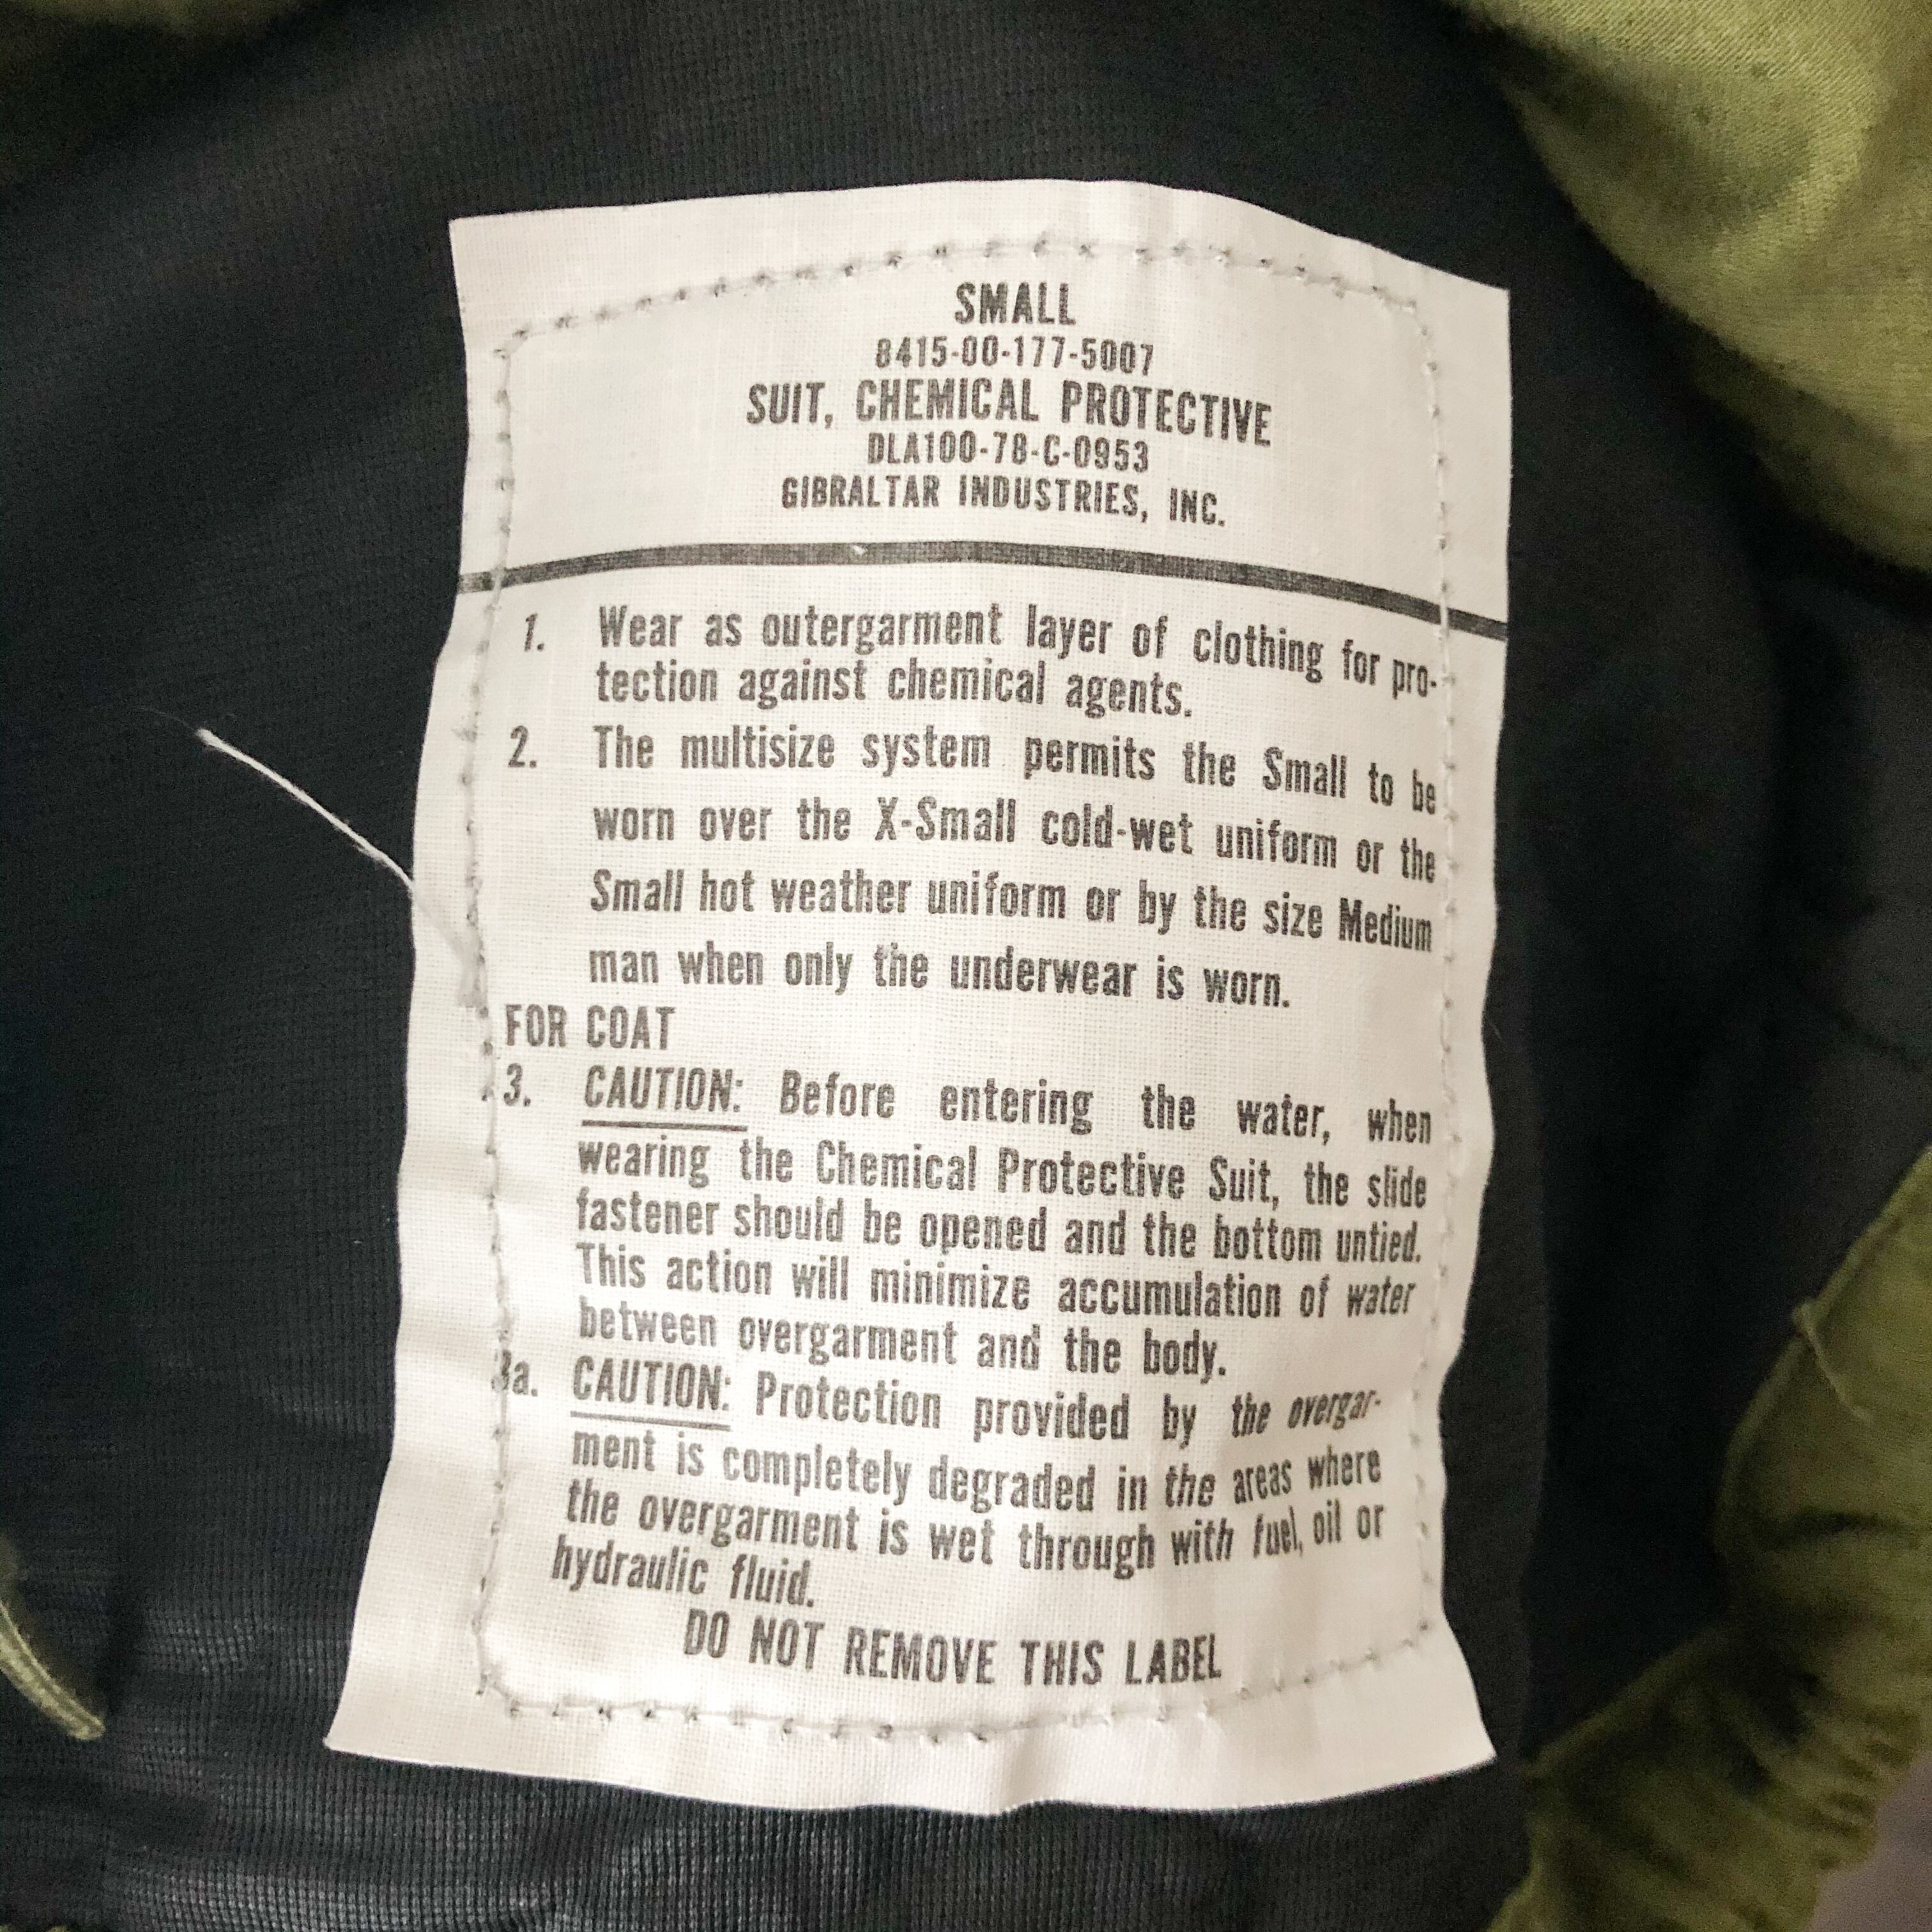 SMALL
8415-00-177-5007
SUIT, CHEMICAL PROTECTIVE
DLA100-78-C-0953
GIBRALTAR INDUSTRIES, INC.
1. Wear as outergarment layer of clothing for pro-
tection against chemical agents.
2. The multisize system permits the Small to be
worn over the X-Small cold-wet uniform or the
Small hot weather uniform or by the size Medium
man when only the underwear is worn.
FOR COAT
3. CAUTION: Before entering the water, when
wearing the Chemical Protective Suit, the slide
fastener should be opened and the bottom untied.
This action will minimize accumulation of water
between overgarment and the body.
3a. CAUTION: Protection provided by the overgar-
ment is completely degraded in the areas where
the overgarment is wet through with fuel, oil or
hydraulic fluid.
DO NOT REMOVE THIS LABEL